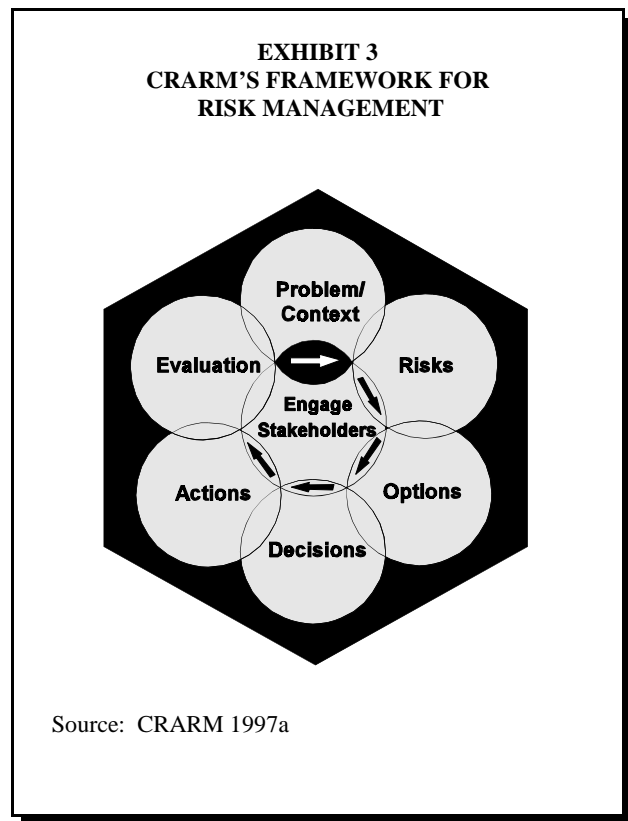 EXHIBIT 3
CRARM'S FRAMEWORK FOR
RISK MANAGEMENT
Problem/
Context
Evaluation
Risks
Engage
Stakeholders
Actions
Options
Decisions
Source: CRARM 1997a